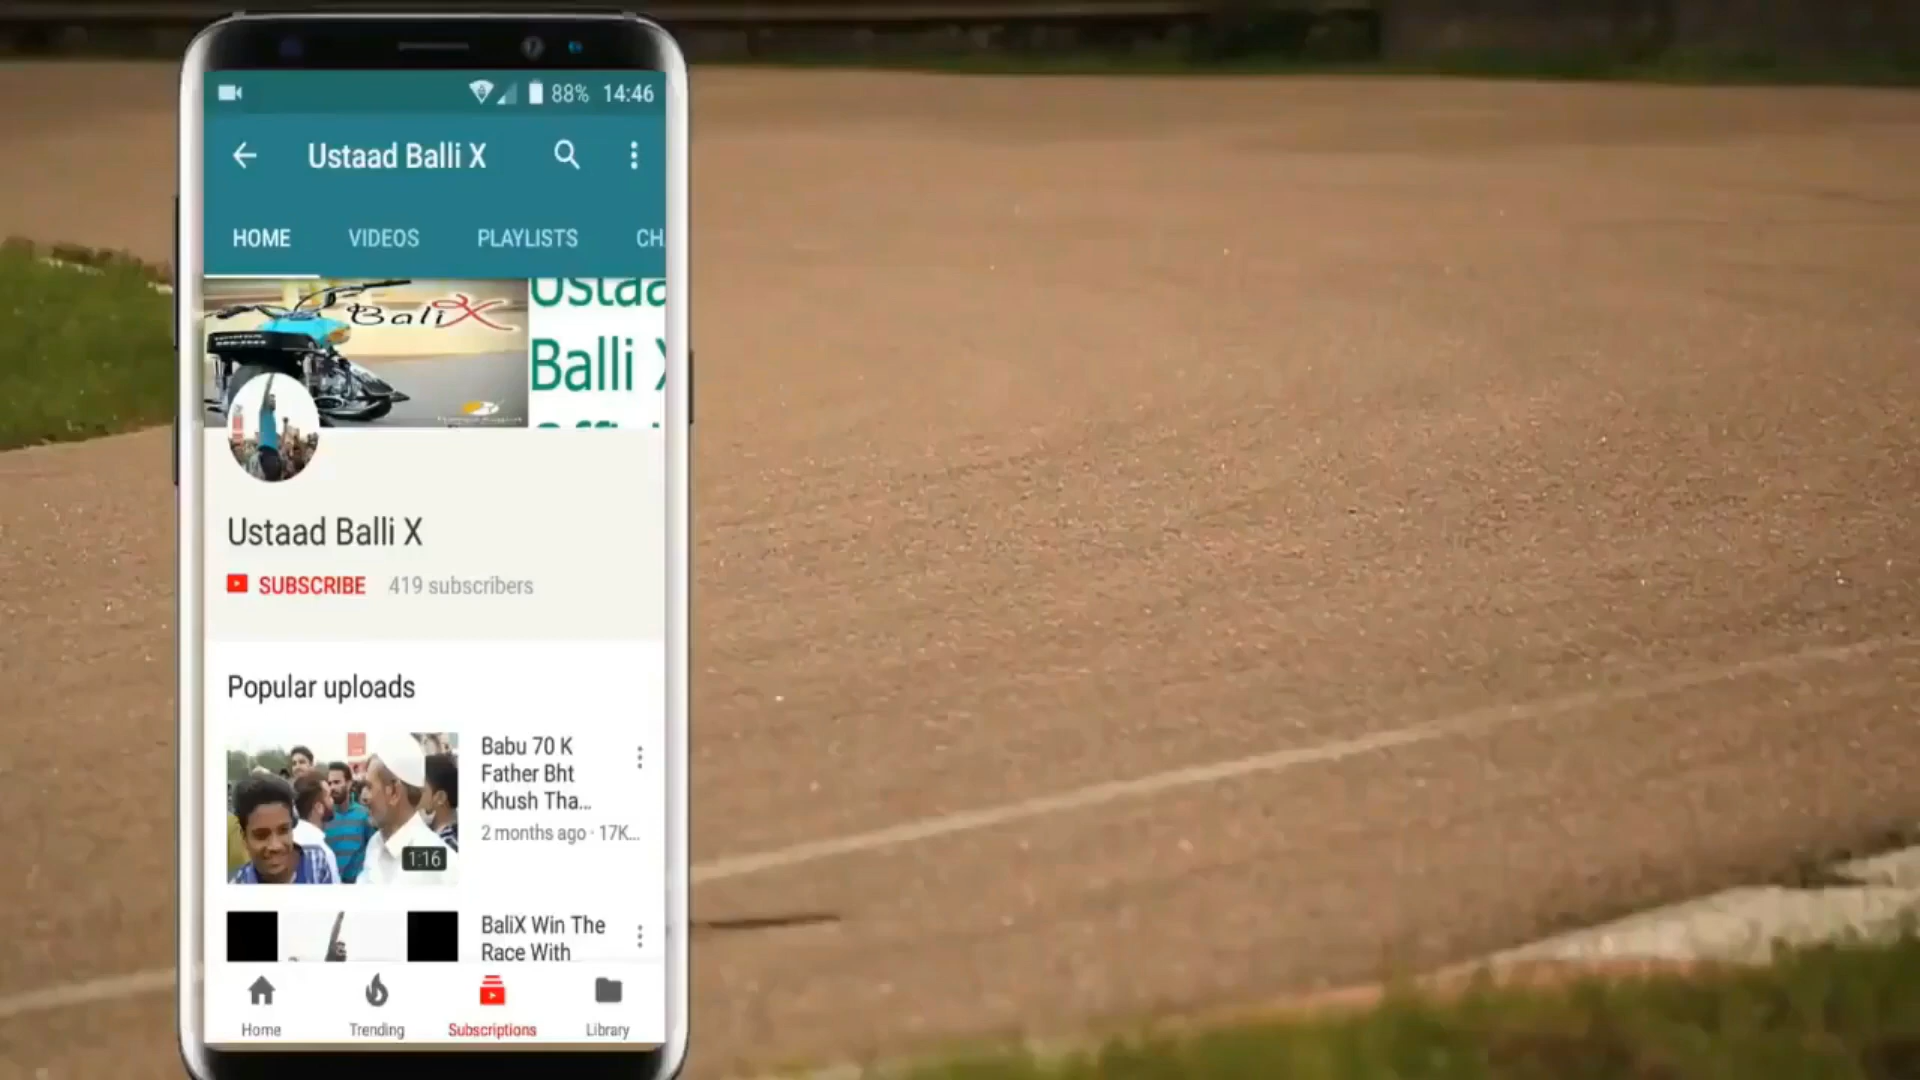 88% 14:46
Ustaad Balli X
HOME VIDEOS PLAYLISTS CH
BaliX
Ustaa
Balli X
Ustaad Balli X
SUBSCRIBE 419 subscribers
Popular uploads
Babu 70 K
Father Bht
Khush Tha...
2 months ago · 17K...
1:16
BaliX Win The
Race With
Home Trending Subscriptions Library